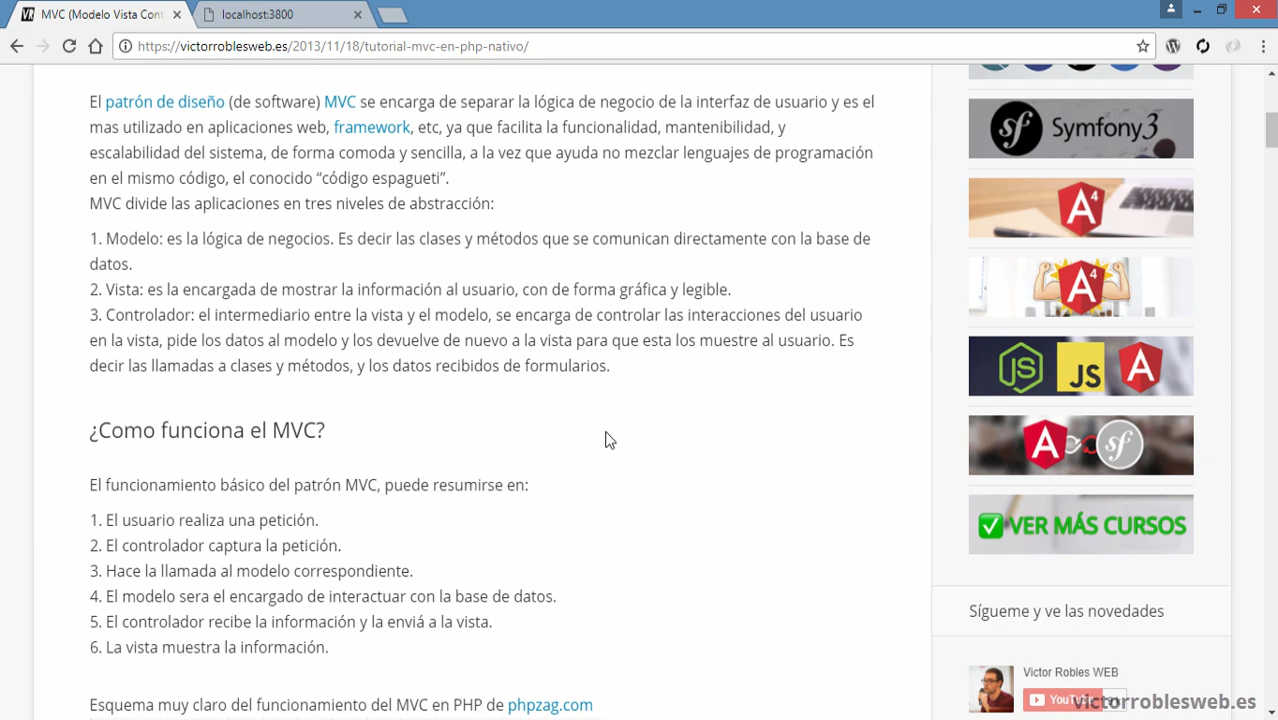 MVC (Modelo Vista Cont
localhost:3800
https://victorroblesweb.es/2013/11/18/tutorial-mvc-en-php-nativo/
El patrón de diseño (de software) MVC se encarga de separar la lógica de negocio de la interfaz de usuario y es el
mas utilizado en aplicaciones web, framework, etc, ya que facilita la funcionalidad, mantenibilidad, y
escalabilidad del sistema, de forma comoda y sencilla, a la vez que ayuda no mezclar lenguajes de programación
en el mismo código, el conocido “código espagueti”.
MVC divide las aplicaciones en tres niveles de abstracción:
1. Modelo: es la lógica de negocios. Es decir las clases y métodos que se comunican directamente con la base de
datos.
2. Vista: es la encargada de mostrar la información al usuario, con de forma gráfica y legible.
3. Controlador: el intermediario entre la vista y el modelo, se encarga de controlar las interacciones del usuario
en la vista, pide los datos al modelo y los devuelve de nuevo a la vista para que esta los muestre al usuario. Es
decir las llamadas a clases y métodos, y los datos recibidos de formularios.
¿Como funciona el MVC?
El funcionamiento básico del patrón MVC, puede resumirse en:
1. El usuario realiza una petición.
2. El controlador captura la petición.
3. Hace la llamada al modelo correspondiente.
4. El modelo sera el encargado de interactuar con la base de datos.
5. El controlador recibe la información y la enviá a la vista.
6. La vista muestra la información.
Esquema muy claro del funcionamiento del MVC en PHP de phpzag.com
sf Symfony3
A4
A4
JS JS A
A sf
VER MÁS CURSOS
Sígueme y ve las novedades
Victor Robles WEB
YouTube
victorroblesweb.es